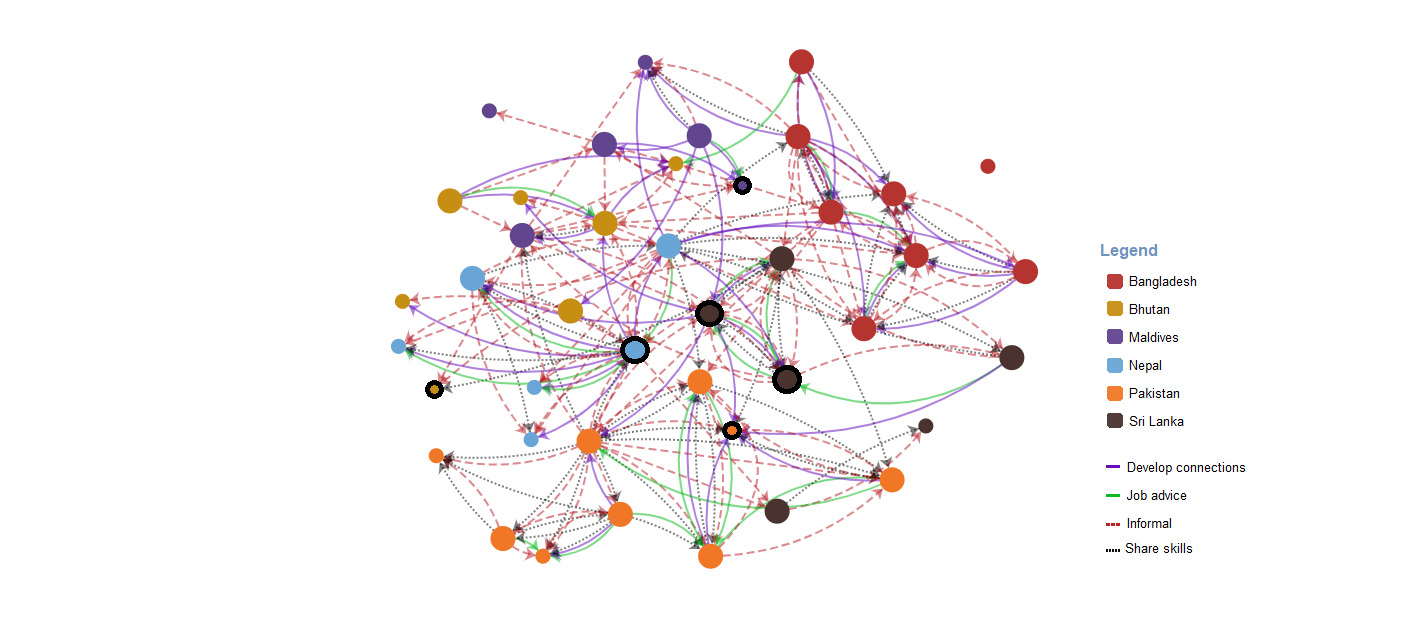 Legend
Bangladesh
Bhutan
Maldives
Nepal
Pakistan
Sri Lanka
Develop connections
Job advice
Informal
Share skills